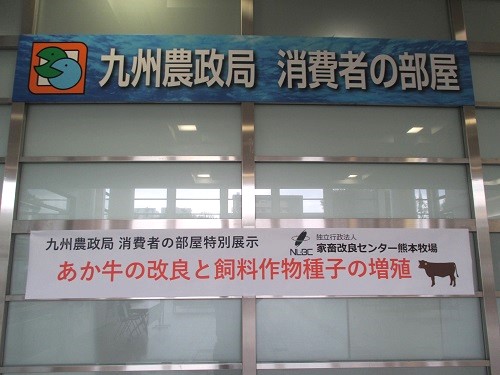 九州農政局 消費者の部屋
九州農政局 消費者の部屋特別展示
NLBC
独立行政法人
家畜改良センター熊本牧場
あか牛の改良と飼料作物種子の増殖